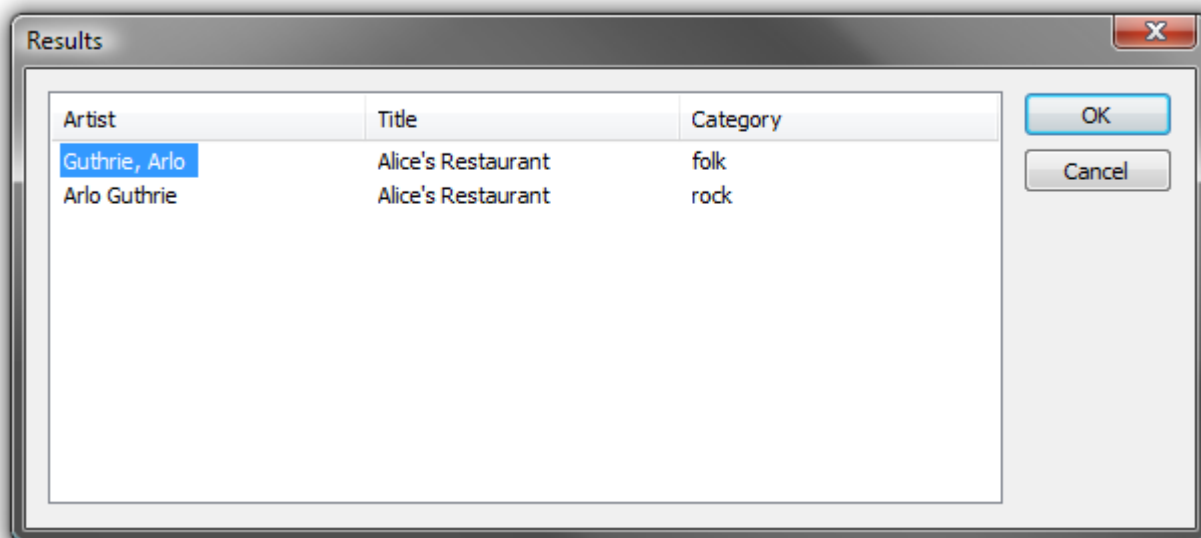 Results
Artist Title Category
Guthrie, Arlo Alice's Restaurant folk
Arlo Guthrie Alice's Restaurant rock
OK
Cancel